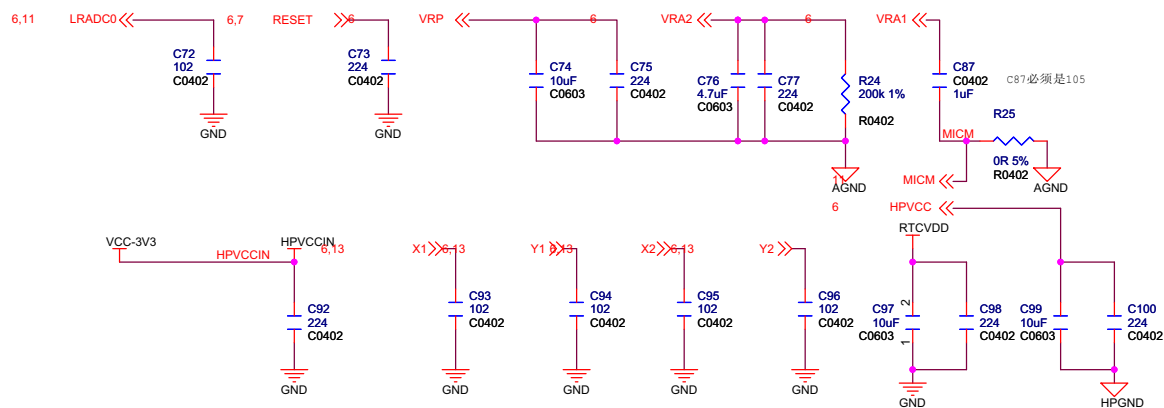 6,11 LRADC0 6,7 RESET 6 VRP 6 VRA2 6 VRA1
C72
102
C0402
GND
C73
224
C0402
GND
C74
10uF
C0603
C75
224
C0402
C76
4.7uF
C0603
C77
224
C0402
R24
200k 1%
R0402
AGND
C87
C0402
1uF
C87必须是105
MICM
R25
0R 5%
R0402
AGND
11 MICM
6 HPVCC
VCC-3V3
HPVCCIN
HPVCCIN
6,13 X1
6,13 Y1
6,13 X2
6,13 Y2
RTCVDD
C92
224
C0402
GND
C93
102
C0402
GND
C94
102
C0402
GND
C95
102
C0402
GND
C96
102
C0402
GND
2
C97
10uF
C0603
1
C98
224
C0402
GND
C99
10uF
C0603
C100
224
C0402
HPGND